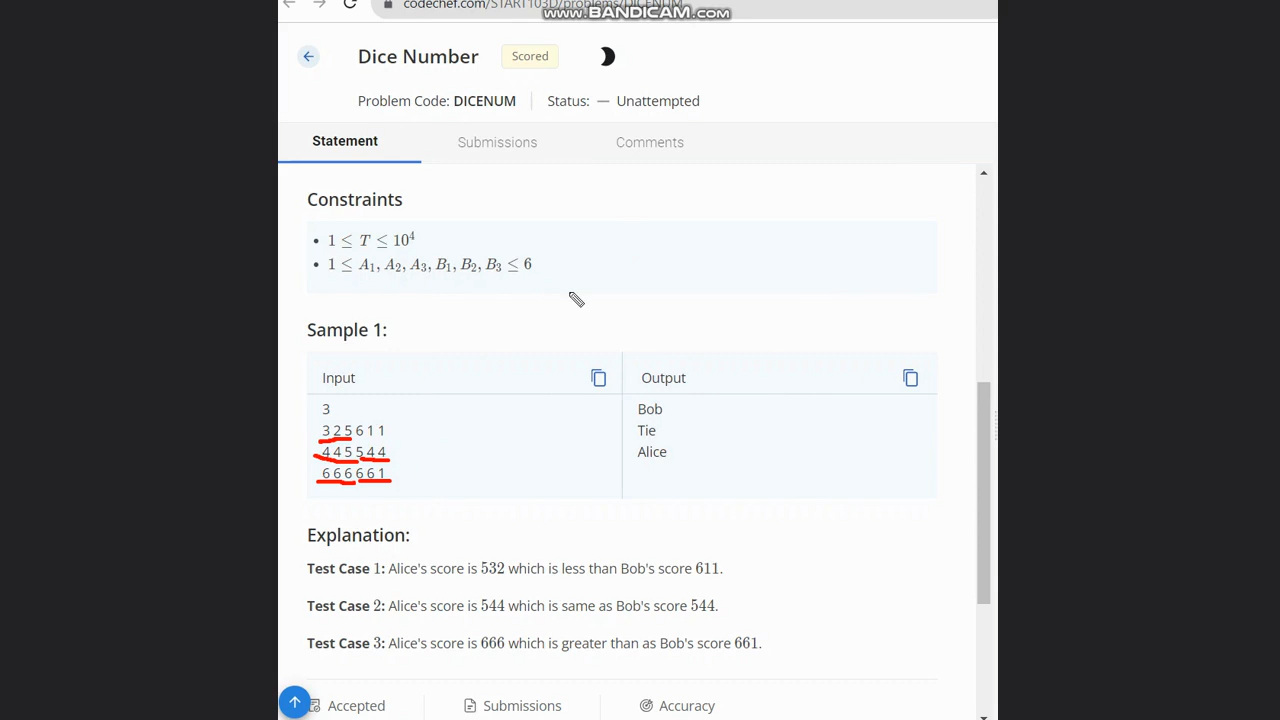 codechef.com/START103D/problems/DICENUM
www.BANDICAM.com
Dice Number Scored
Problem Code: DICENUM Status: — Unattempted
Statement Submissions Comments
Constraints
• 1 ≤ T ≤ 10⁴
• 1 ≤ A₁, A₂, A₃, B₁, B₂, B₃ ≤ 6
Sample 1:
Input Output
3 Bob
3 2 5 6 1 1 Tie
4 4 5 5 4 4 Alice
6 6 6 6 6 1
Explanation:
Test Case 1: Alice's score is 532 which is less than Bob's score 611.
Test Case 2: Alice's score is 544 which is same as Bob's score 544.
Test Case 3: Alice's score is 666 which is greater than as Bob's score 661.
Accepted Submissions Accuracy